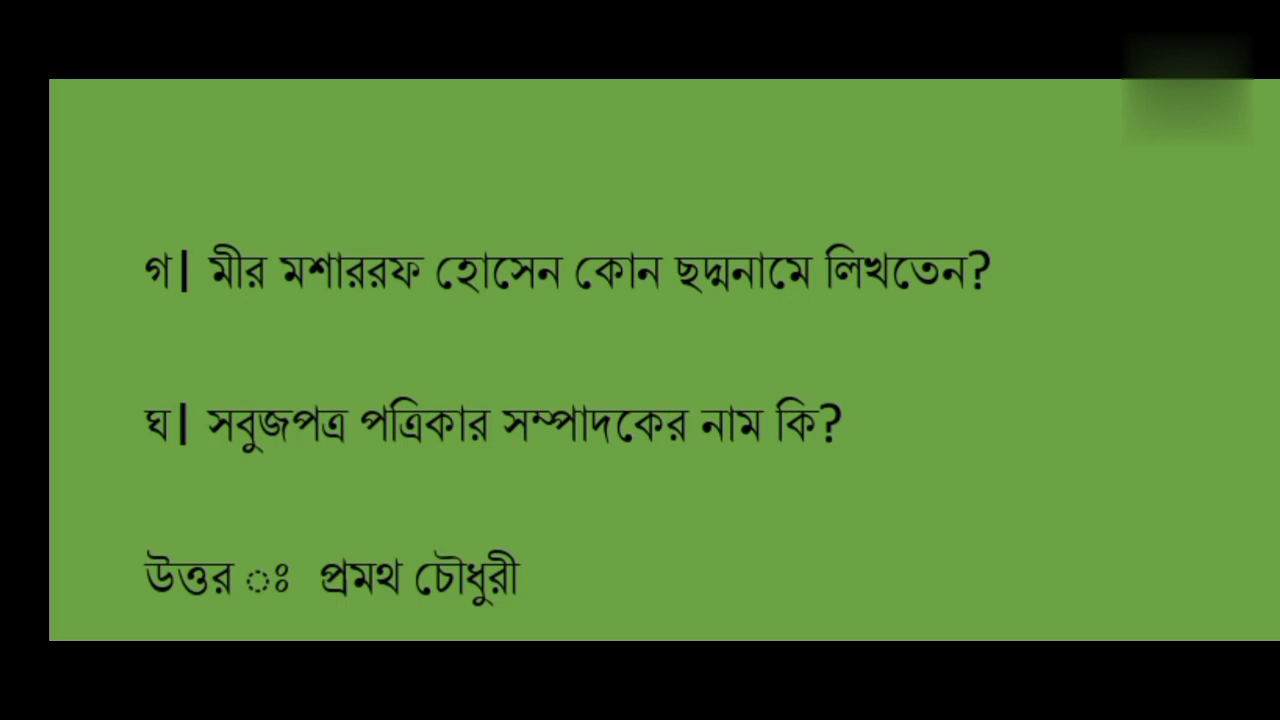 গ| মীর মশাররফ হোসেন কোন ছদ্মনামে লিখতেন?
ঘ| সবুজপত্র পত্রিকার সম্পাদকের নাম কি?
উত্তর ঃ প্রমথ চৌধুরী